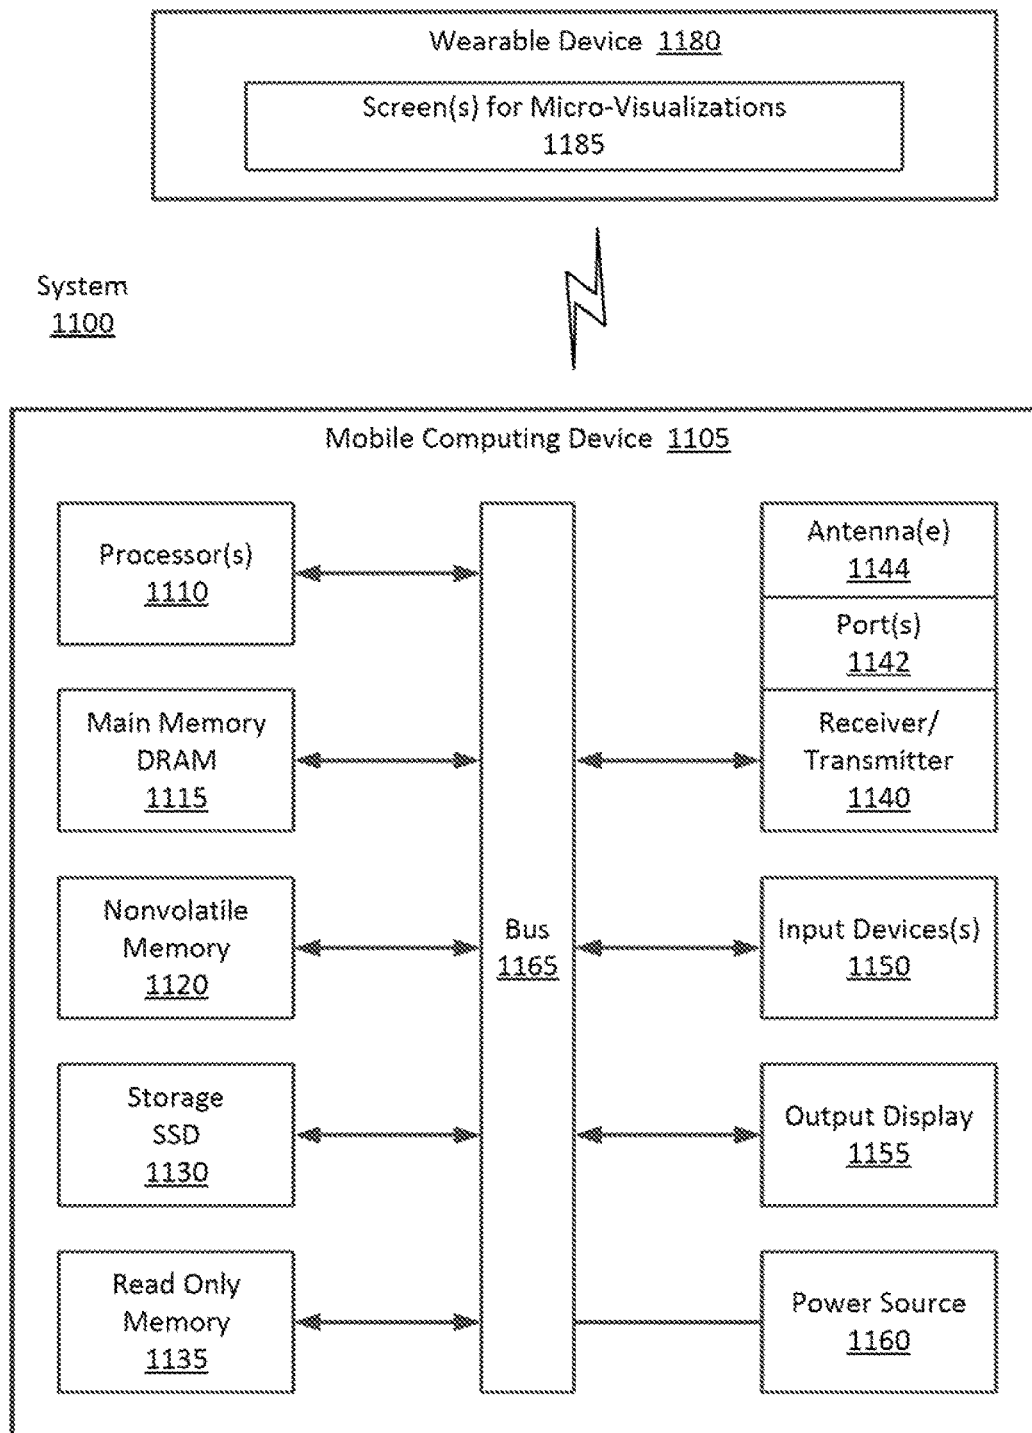 Wearable Device 1180
Screen(s) for Micro-Visualizations
1185
System
1100
Mobile Computing Device 1105
Processor(s)
1110
Main Memory
DRAM
1115
Nonvolatile
Memory
1120
Storage
SSD
1130
Read Only
Memory
1135
Bus
1165
Antenna(e)
1144
Port(s)
1142
Receiver/
Transmitter
1140
Input Devices(s)
1150
Output Display
1155
Power Source
1160